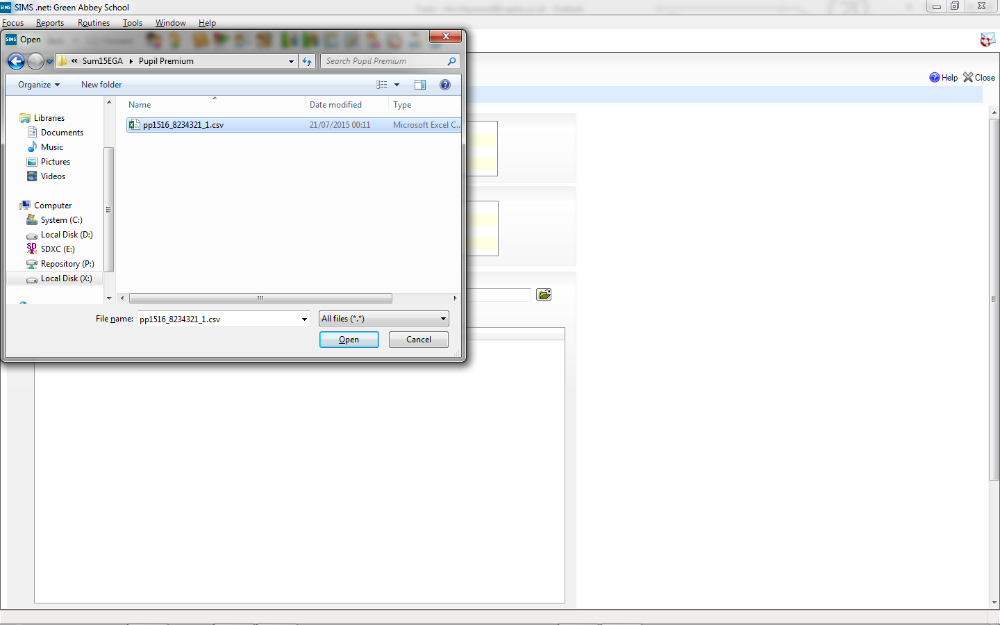 SIMS SIMS .net: Green Abbey School
Focus Reports Routines Tools Window Help
SIMS Open
« Sum15EGA Pupil Premium Search Pupil Premium
Help Close
Organize New folder
Name Date modified Type
pp1516_8234321_1.csv 21/07/2015 00:11 Microsoft Excel C...
Libraries
Documents
Music
Pictures
Videos
Computer
System (C:)
Local Disk (D:)
SDXC (E:)
Repository (P:)
Local Disk (X:)
File name: pp1516_8234321_1.csv All files (*.*)
Open Cancel